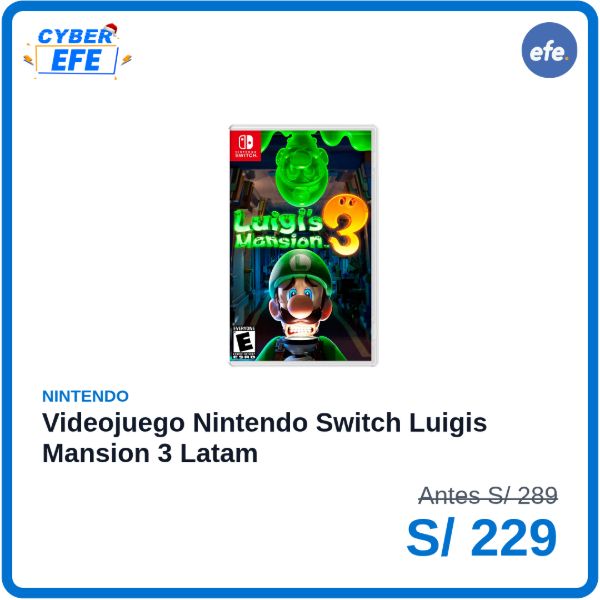 CYBER
EFE
efe.
NINTENDO
SWITCH
Luigi's
Mansion
3
EVERYONE
E
ESRB
NINTENDO
Videojuego Nintendo Switch Luigis
Mansion 3 Latam
Antes S/ 289
S/ 229